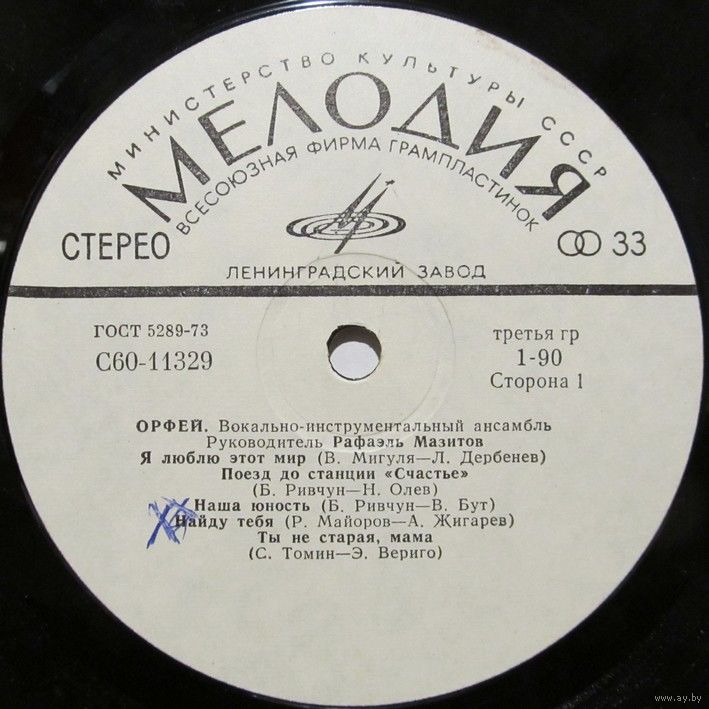 МИНИСТЕРСТВО КУЛЬТУРЫ СССР
МЕЛОДИЯ
ВСЕСОЮЗНАЯ ФИРМА ГРАМПЛАСТИНОК
СТЕРЕО
33
ЛЕНИНГРАДСКИЙ ЗАВОД
ГОСТ 5289-73
С60-11329
третья гр
1-90
Сторона 1
ОРФЕЙ. Вокально-инструментальный ансамбль
Руководитель Рафаэль Мазитов
Я люблю этот мир (В. Мигуля—Л. Дербенев)
Поезд до станции «Счастье»
(Б. Ривчун—Н. Олев)
Наша юность (Б. Ривчун—В. Бут)
Найду тебя (Р. Майоров—А. Жигарев)
Ты не старая, мама
(С. Томин—Э. Вериго)
www.ay.by